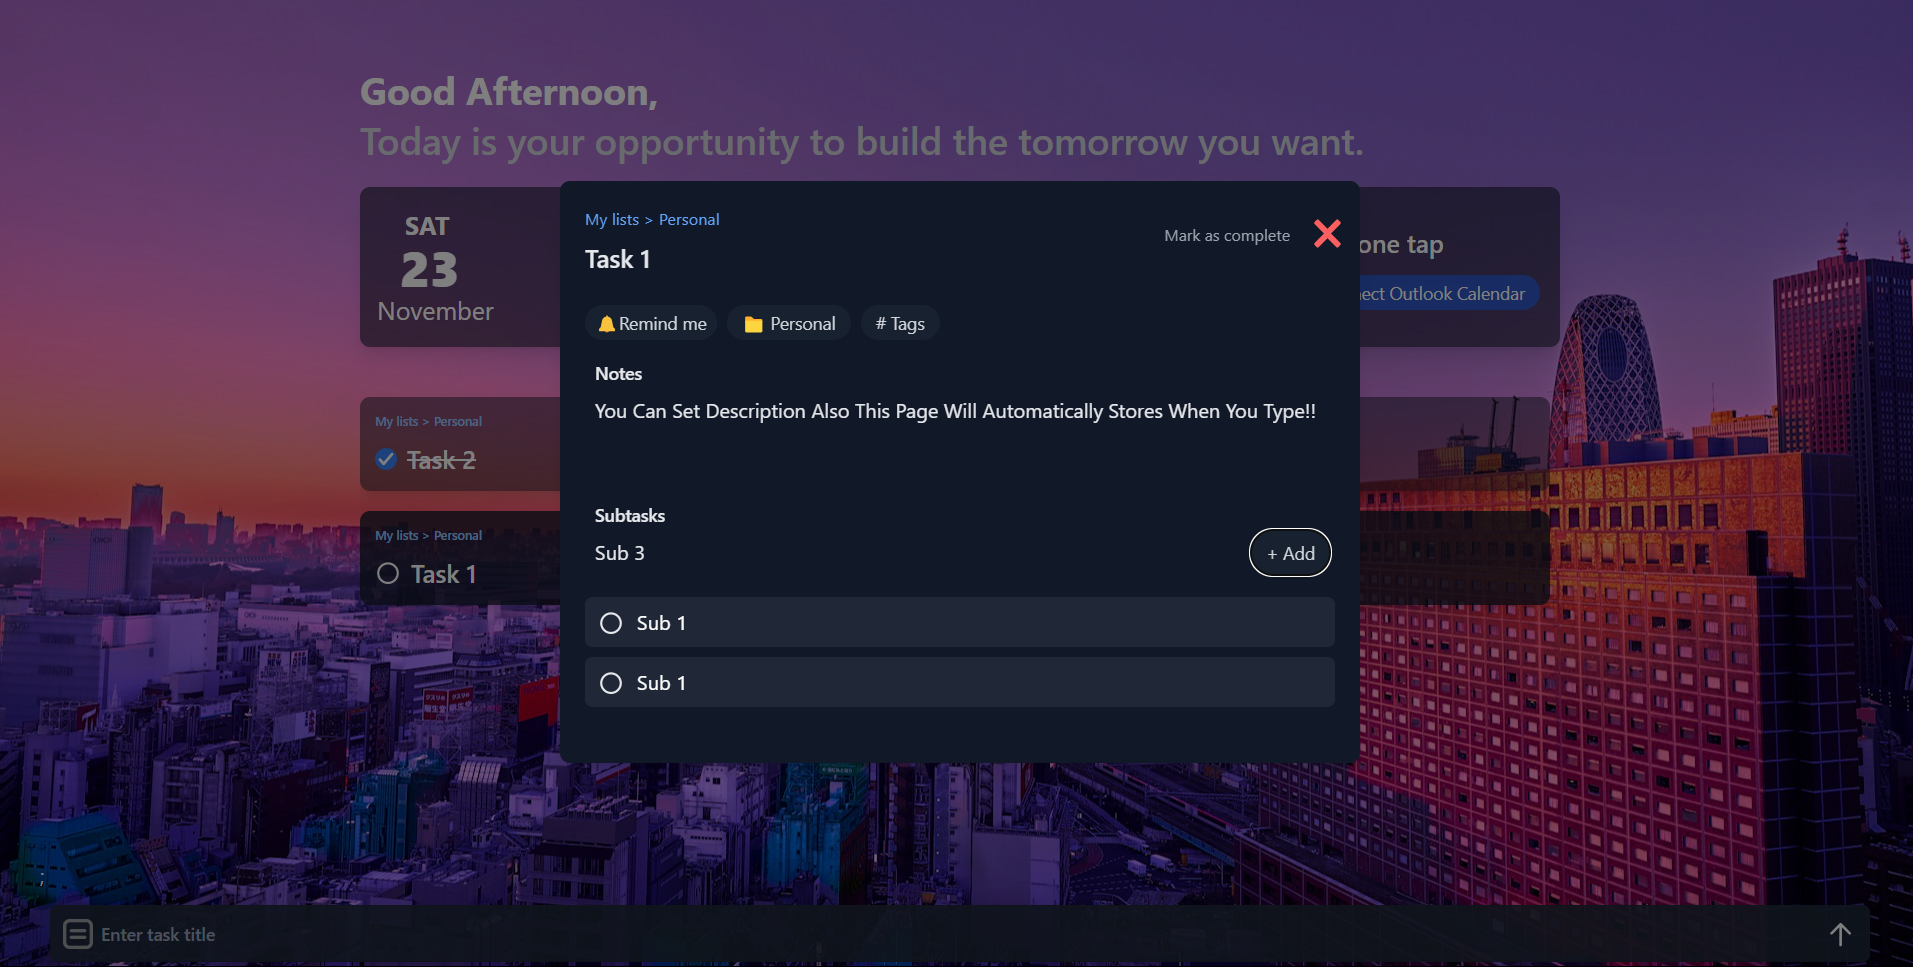 Good Afternoon,
Today is your opportunity to build the tomorrow you want.
SAT
23
November
one tap
ect Outlook Calendar
My lists > Personal
Task 2
My lists > Personal
Task 1
My lists > Personal
Task 1
Mark as complete
Remind me
Personal
# Tags
Notes
You Can Set Description Also This Page Will Automatically Stores When You Type!!
Subtasks
Sub 3
+ Add
Sub 1
Sub 1
;
Enter task title